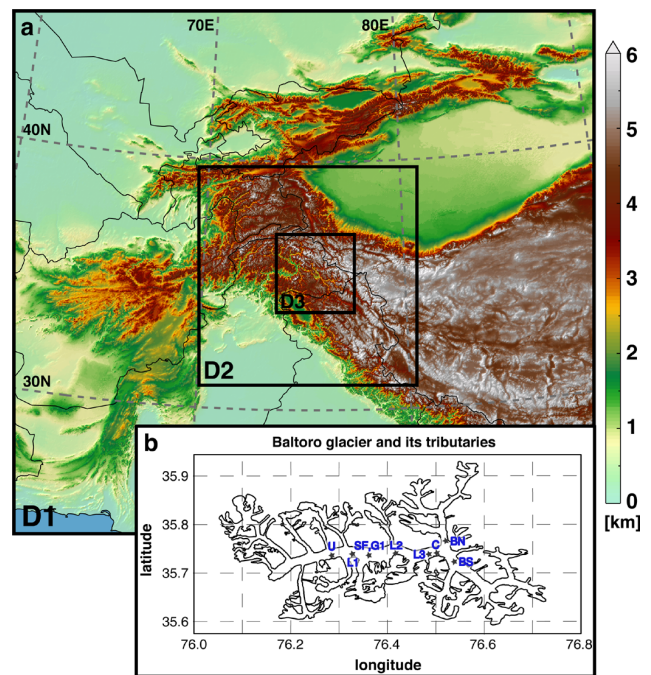 a
70E
80E
40N
30N
D3
D2
D1
6
5
4
3
2
1
0
[km]
b
Baltoro glacier and its tributaries
35.9
35.8
35.7
35.6
latitude
U
SF,G1
L2
L1
L3
C
BN
BS
76.0
76.2
76.4
76.6
76.8
longitude